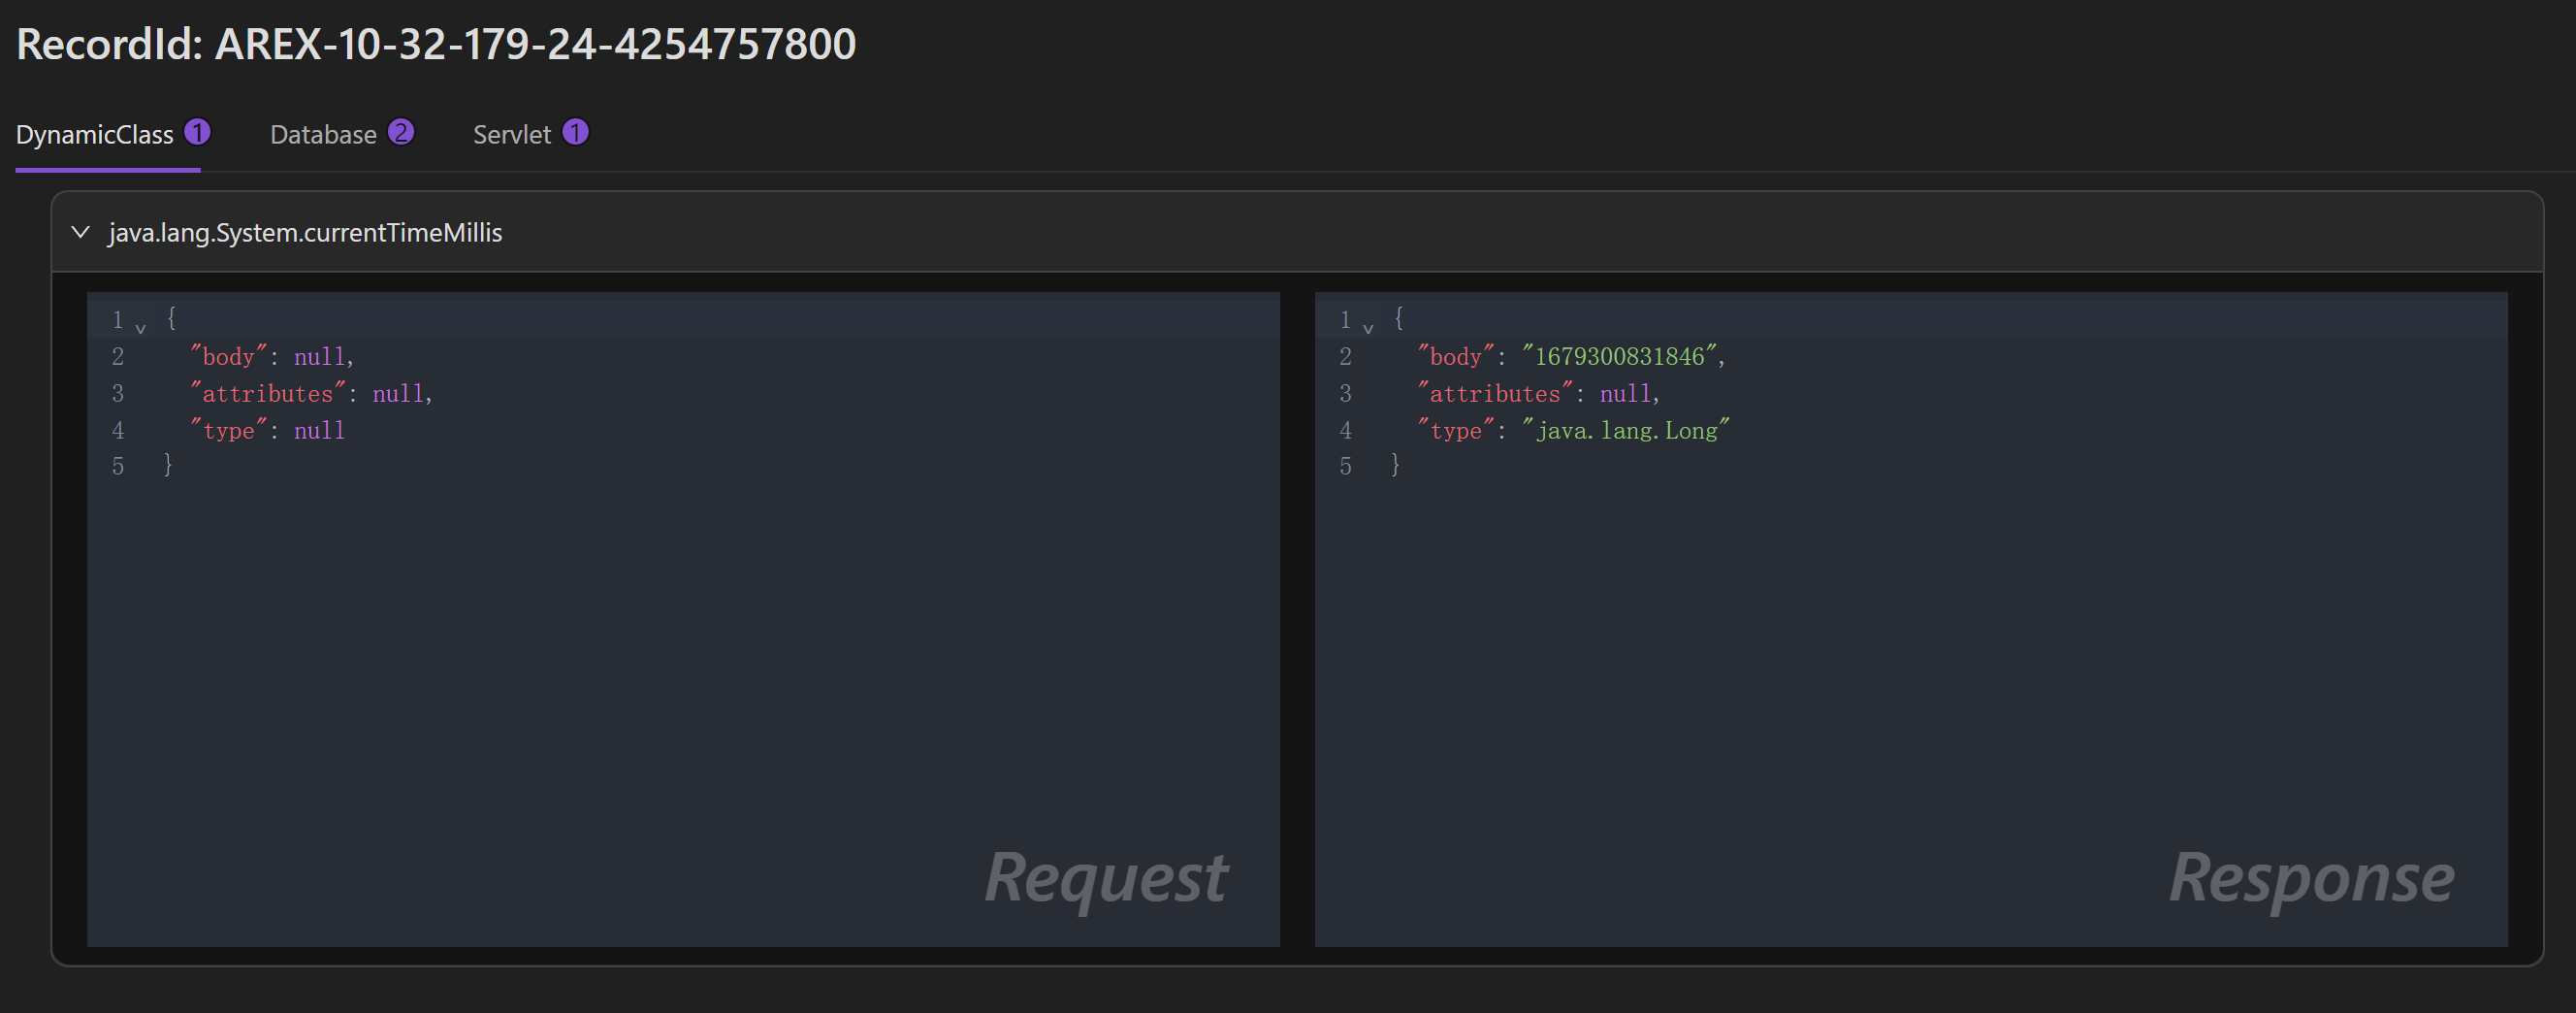 RecordId: AREX-10-32-179-24-4254757800
DynamicClass 1 Database 2 Servlet 1
java.lang.System.currentTimeMillis
1 {
2 "body": null,
3 "attributes": null,
4 "type": null
5 }
Request
1 {
2 "body": "1679300831846",
3 "attributes": null,
4 "type": "java.lang.Long"
5 }
Response